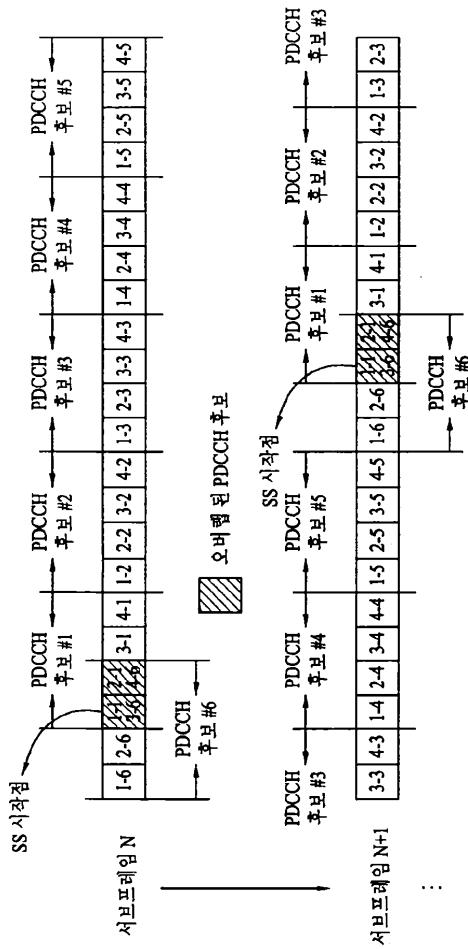 SS 시작점
PDCCH
후보 #1
PDCCH
후보 #2
PDCCH
후보 #3
PDCCH
후보 #4
PDCCH
후보 #5
서브프레임 N
1-6 2-6 1-1 2-1 3-1 4-1 1-2 2-2 3-2 4-2 1-3 2-3 3-3 4-3 1-4 2-4 3-4 4-4 1-5 2-5 3-5 4-5
3-6 4-6
PDCCH
후보 #6
오버랩 된 PDCCH 후보
SS 시작점
PDCCH
후보 #3
PDCCH
후보 #4
PDCCH
후보 #5
PDCCH
후보 #1
PDCCH
후보 #2
PDCCH
후보 #3
서브프레임 N+1
3-3 4-3 1-4 2-4 3-4 4-4 1-5 2-5 3-5 4-5 1-6 2-6 1-1 2-1 3-1 4-1 1-2 2-2 3-2 4-2 1-3 2-3
3-6 4-6
PDCCH
후보 #6
...